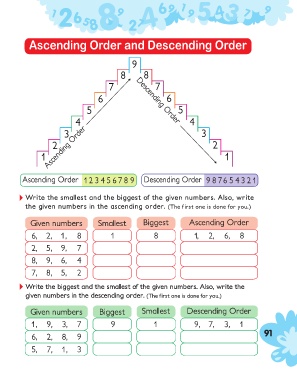 Ascending Order and Descending Order
9
8 8
7 7
6 6
5 5
4 4
3 3
2 2
1 1
Ascending Order
Descending Order
Ascending Order 1 2 3 4 5 6 7 8 9 Descending Order 9 8 7 6 5 4 3 2 1
Write the smallest and the biggest of the given numbers. Also, write
the given numbers in the ascending order. (The first one is done for you.)
Given numbers Smallest Biggest Ascending Order
6, 2, 1, 8 1 8 1, 2, 6, 8
2, 5, 9, 7
8, 9, 6, 4
7, 8, 5, 2
Write the biggest and the smallest of the given numbers. Also, write the
given numbers in the descending order. (The first one is done for you.)
Given numbers Biggest Smallest Descending Order
1, 9, 3, 7 9 1 9, 7, 3, 1
6, 2, 8, 9
5, 7, 1, 3
91